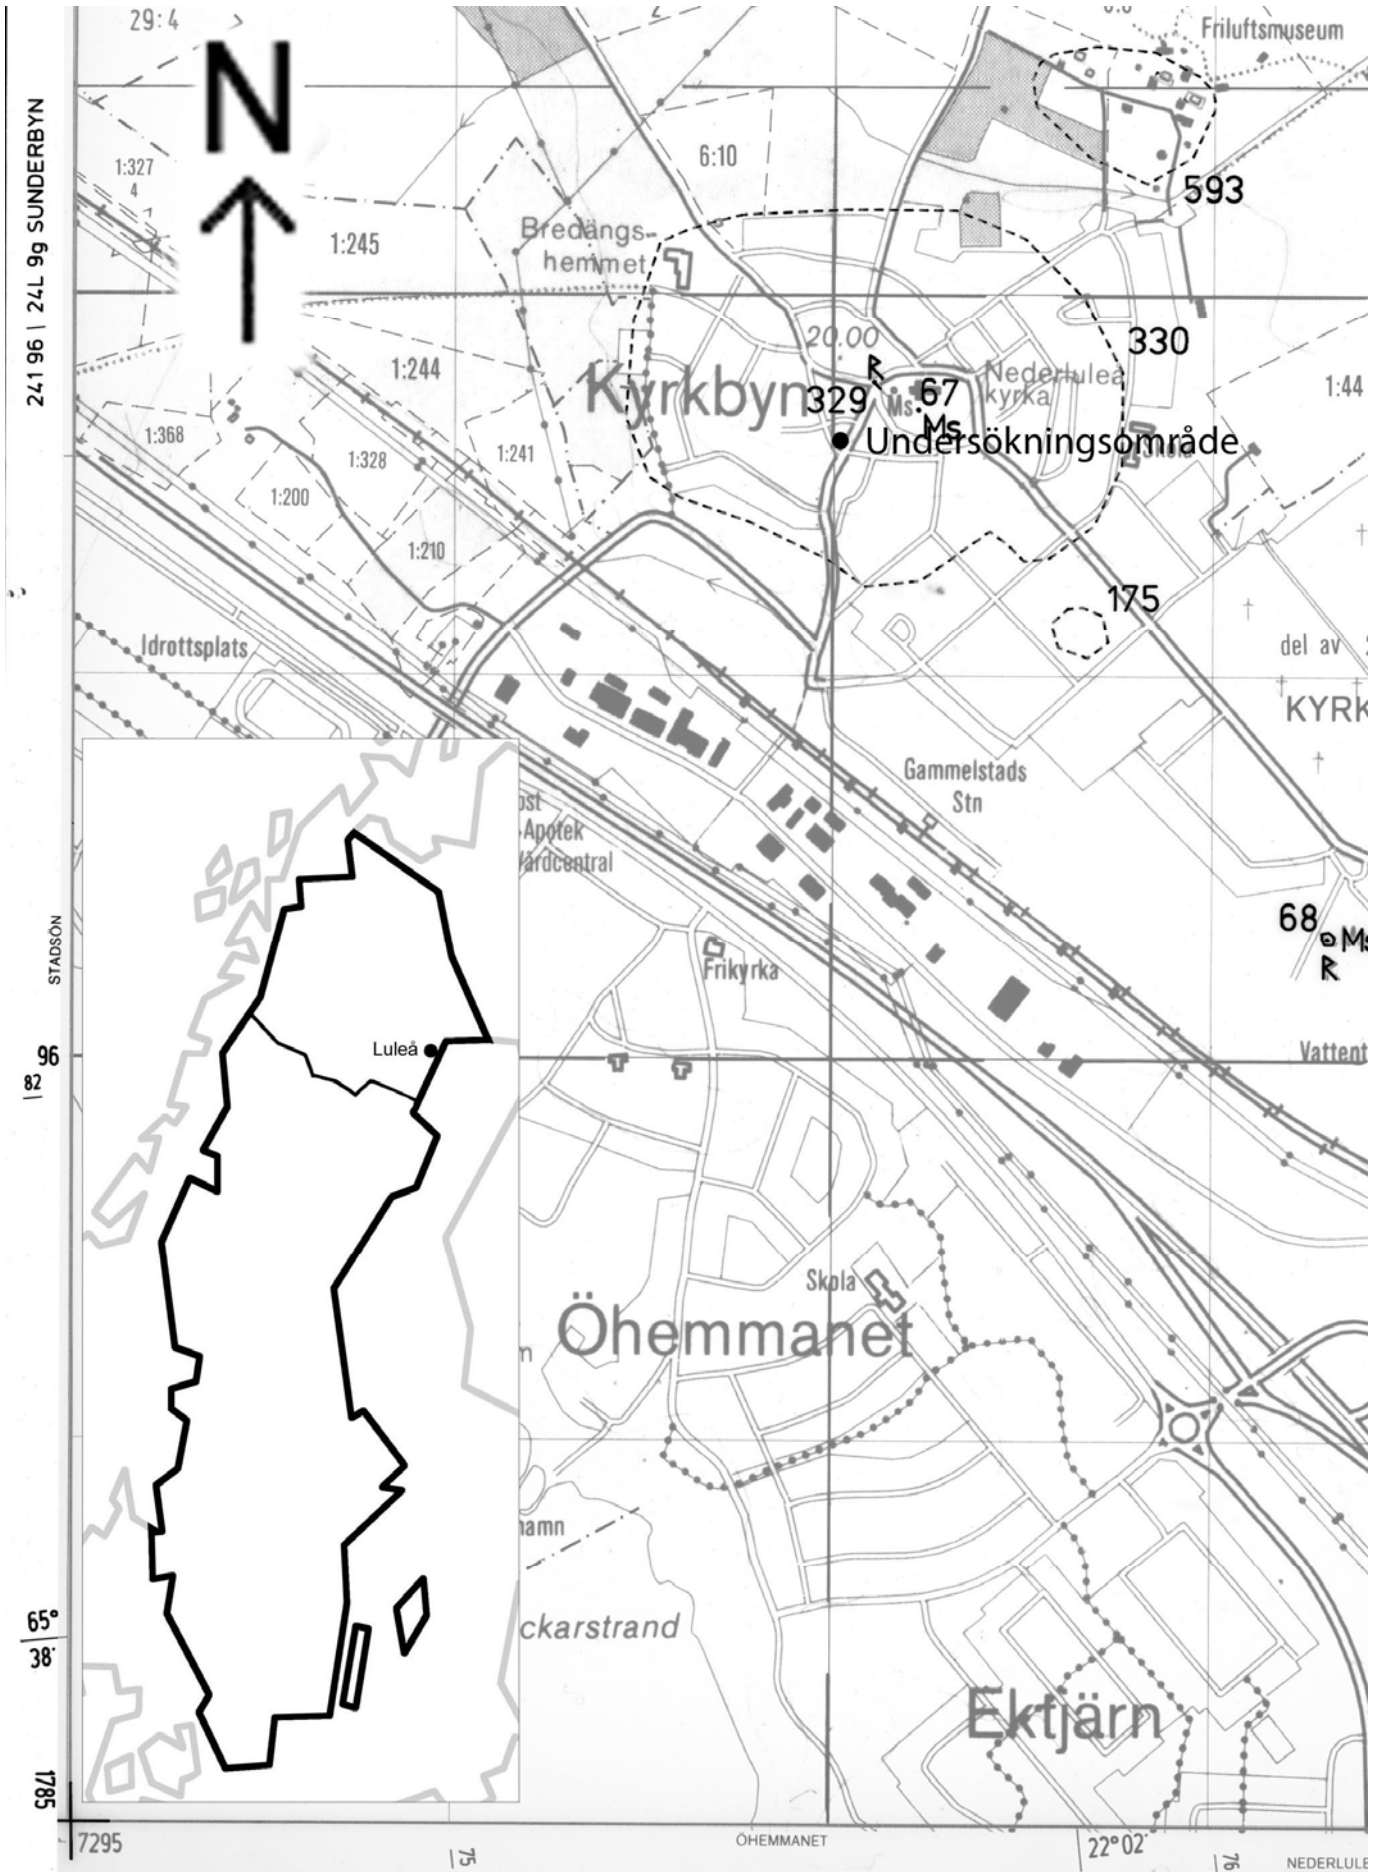 29:4
Friluftsmuseum
N
24196 | 24L 9g SUNDERBYN
1:327
4
6:10
593
1:245
Bredängs-
hemmet
20.00
330
1:244
R
Nederluleå
kyrka
1:44
Kyrkbyn
329
Ms
67
Ms
1:368
1:328
1:241
Undersökningsområde
Skola
1:200
1:210
175
Idrottsplats
del av
KYRK
Gammelstads
Stn
ost
Apotek
Vårdcentral
STADSÖN
68
Ms
R
Frikyrka
Luleå
96
82
Vattent
Skola
Öhemmanet
m
hamn
65°
38'
ckarstrand
Ektjärn
1785
7295
75
ÖHEMMANET
22°02'
76
NEDERLULE